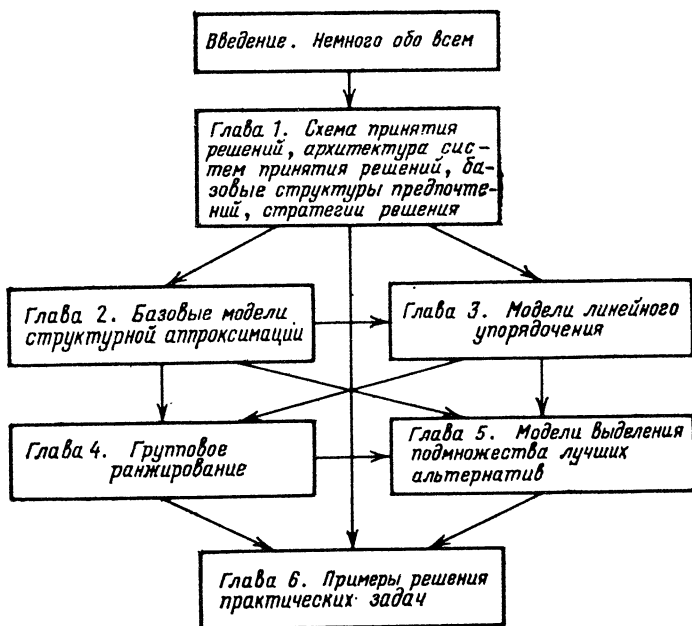 Введение. Немного обо всем
Глава 1. Схема принятия
решений, архитектура сис-
тем принятия решений, ба-
зовые структуры предпочте-
ний, стратегии решения
Глава 2. Базовые модели
структурной аппроксимации
Глава 3. Модели линейного
упорядочения
Глава 4. Групповое
ранжирование
Глава 5. Модели выделения
подмножества лучших
альтернатив
Глава 6. Примеры решения
практических задач